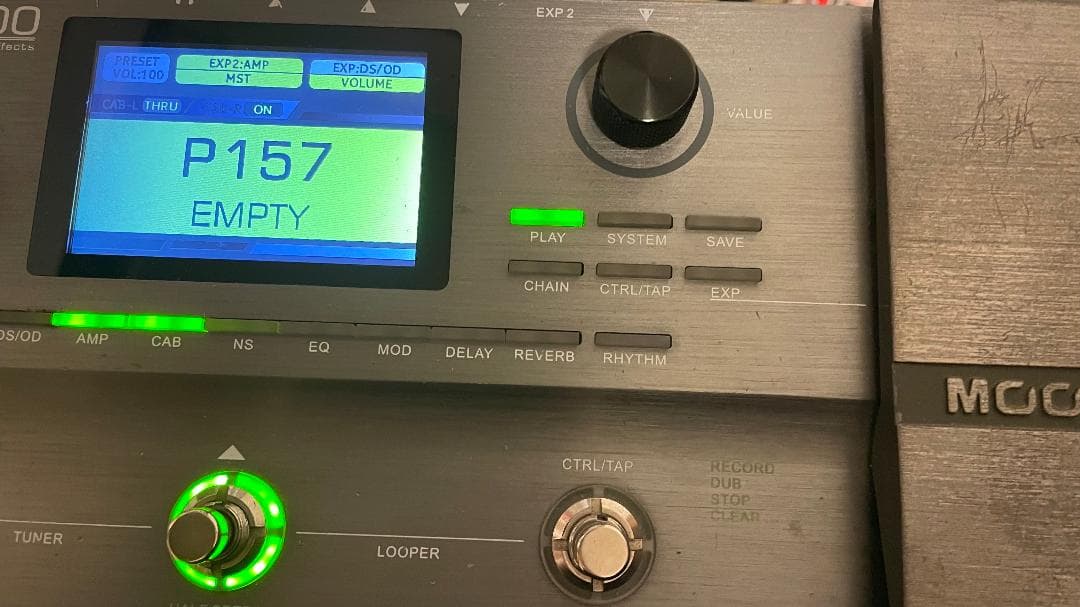 00
ffects
EXP 2
PRESET
VOL:100
EXP2:AMP
MST
EXP:DS/OD
VOLUME
CAB-L THRU
ON
P157
EMPTY
VALUE
PLAY
SYSTEM
SAVE
CHAIN
CTRL/TAP
EXP
DS/OD
AMP
CAB
NS
EQ
MOD
DELAY
REVERB
RHYTHM
MOO
CTRL/TAP
RECORD
DUB
STOP
CLEAR
TUNER
LOOPER